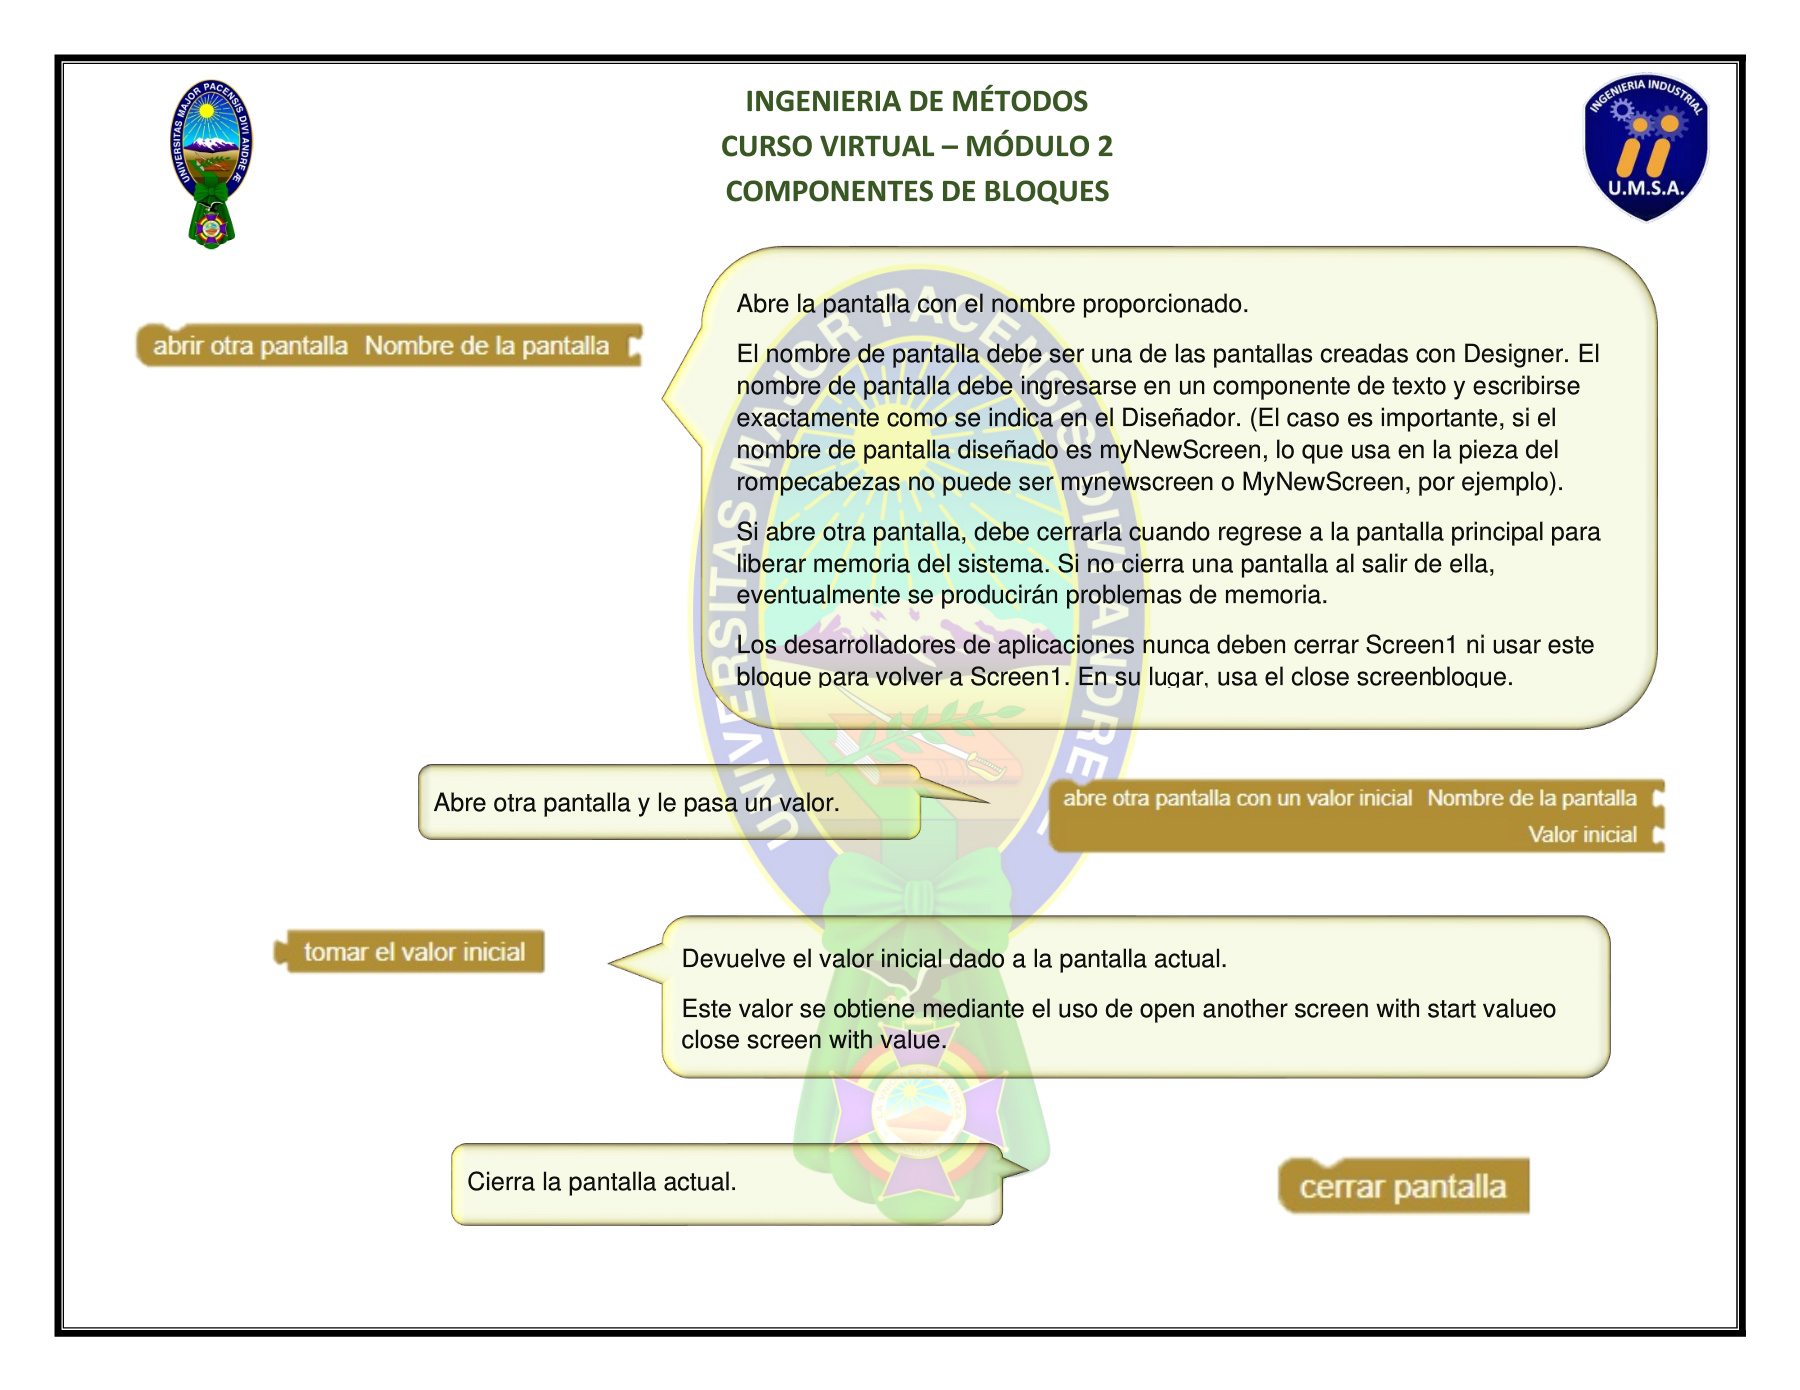 INGENIERIA DE MÉTODOS
CURSO VIRTUAL – MÓDULO 2
COMPONENTES DE BLOQUES
UNIVERSITAS MAJOR PACENSIS DIVI ANDRE Æ
INGENIERIA INDUSTRIAL
U.M.S.A.
abrir otra pantalla Nombre de la pantalla
Abre la pantalla con el nombre proporcionado.
El nombre de pantalla debe ser una de las pantallas creadas con Designer. El
nombre de pantalla debe ingresarse en un componente de texto y escribirse
exactamente como se indica en el Diseñador. (El caso es importante, si el
nombre de pantalla diseñado es myNewScreen, lo que usa en la pieza del
rompecabezas no puede ser mynewscreen o MyNewScreen, por ejemplo).
Si abre otra pantalla, debe cerrarla cuando regrese a la pantalla principal para
liberar memoria del sistema. Si no cierra una pantalla al salir de ella,
eventualmente se producirán problemas de memoria.
Los desarrolladores de aplicaciones nunca deben cerrar Screen1 ni usar este
bloque para volver a Screen1. En su lugar, usa el close screenbloque.
UNIVERSITAS MAJOR PACENSIS DIVI ANDRE Æ
Abre otra pantalla y le pasa un valor.
abre otra pantalla con un valor inicial Nombre de la pantalla
Valor inicial
tomar el valor inicial
Devuelve el valor inicial dado a la pantalla actual.
Este valor se obtiene mediante el uso de open another screen with start valueo
close screen with value.
Cierra la pantalla actual.
cerrar pantalla